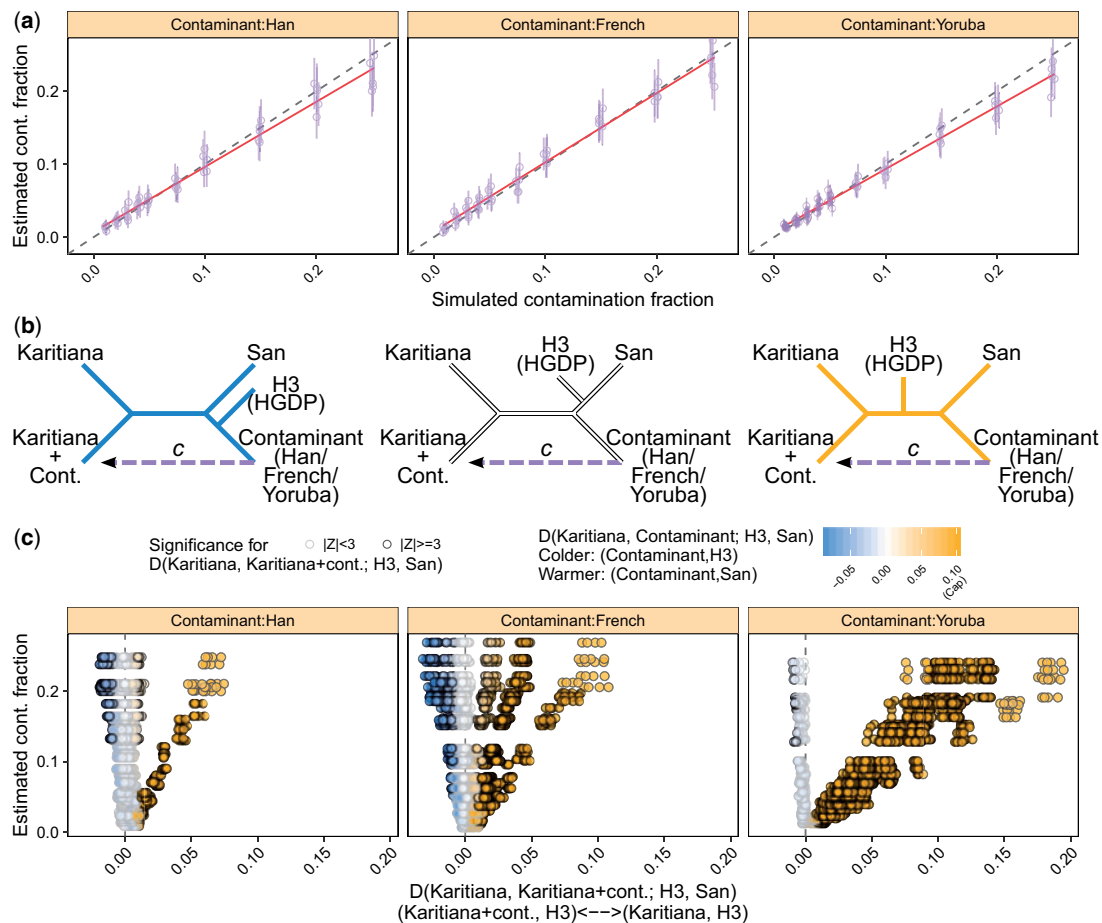 (a)
Contaminant:Han
Contaminant:French
Contaminant:Yoruba
Estimated cont. fraction
0.2
0.1
0.0
0.0 0.1 0.2
0.0 0.1 0.2
0.0 0.1 0.2
Simulated contamination fraction
(b)
Karitiana
San
H3
(HGDP)
Karitiana
+
Cont.
c
Contaminant
(Han/
French/
Yoruba)
Karitiana
H3
(HGDP)
San
Karitiana
+
Cont.
c
Contaminant
(Han/
French/
Yoruba)
Karitiana
H3
(HGDP)
San
Karitiana
+
Cont.
c
Contaminant
(Han/
French/
Yoruba)
(c)
Significance for
|Z|<3 |Z|>=3
D(Karitiana, Karitiana+cont.; H3, San)
D(Karitiana, Contaminant; H3, San)
Colder: (Contaminant,H3)
Warmer: (Contaminant,San)
−0.05 0.00 0.05 0.10
(Cap)
Contaminant:Han
Contaminant:French
Contaminant:Yoruba
Estimated cont. fraction
0.2
0.1
0.0
0.00 0.05 0.10 0.15 0.20
0.00 0.05 0.10 0.15 0.20
0.00 0.05 0.10 0.15 0.20
D(Karitiana, Karitiana+cont.; H3, San)
(Karitiana+cont., H3)<−−>(Karitiana, H3)